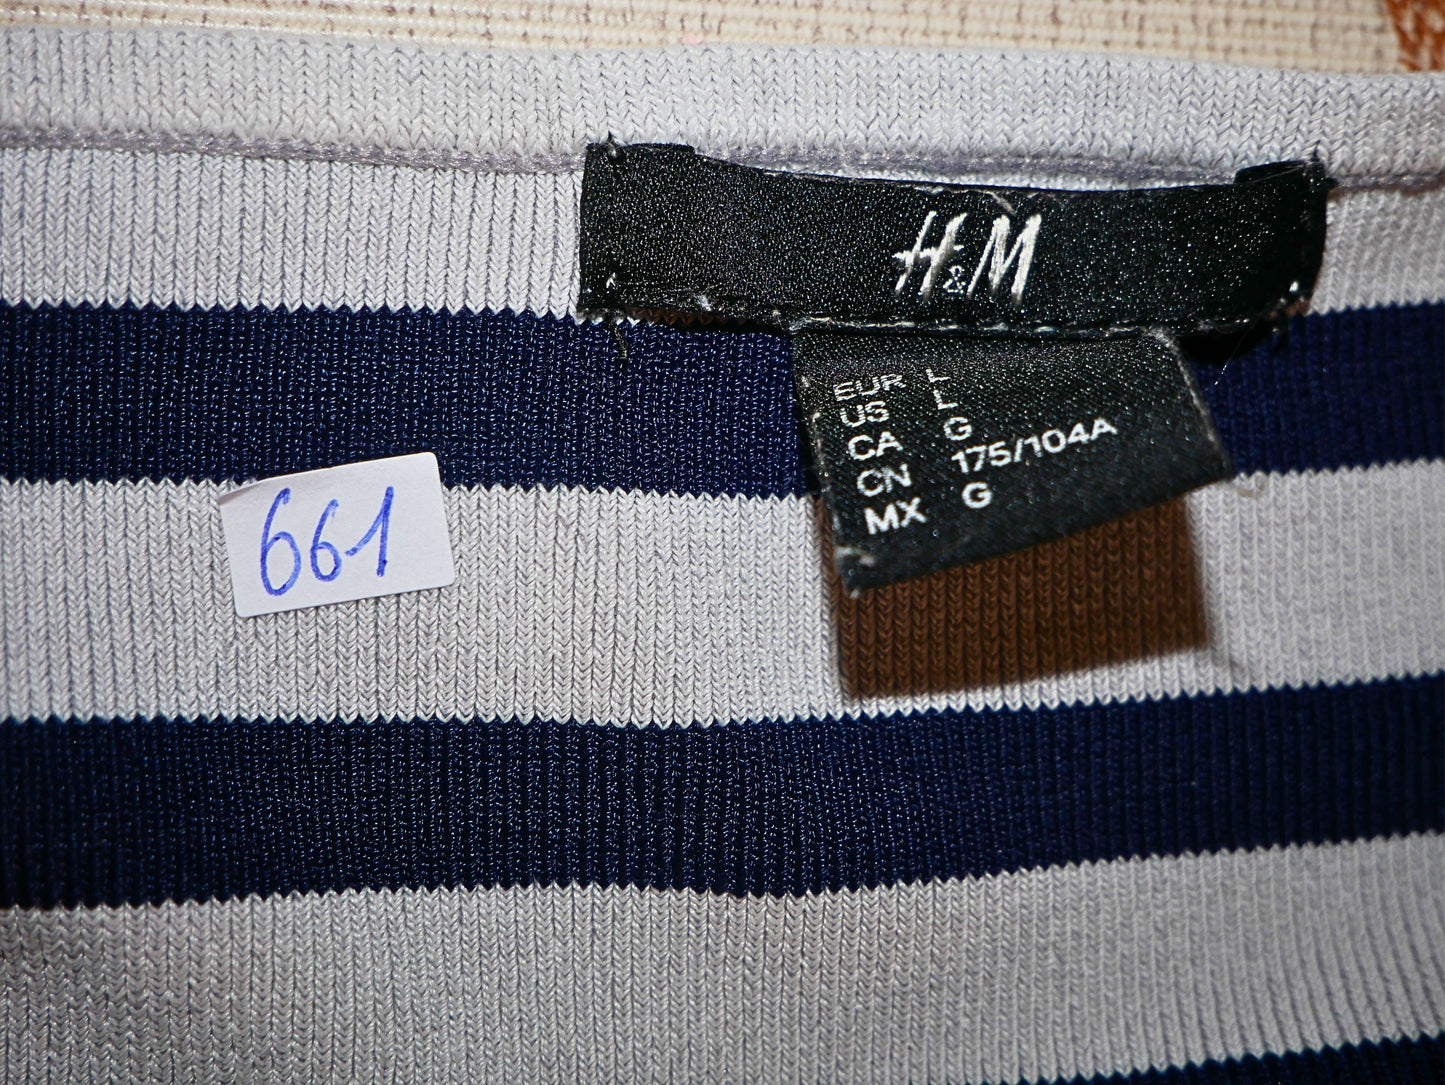 H&M
EUR L
US L
CA G
CN 175/104A
MX G
661